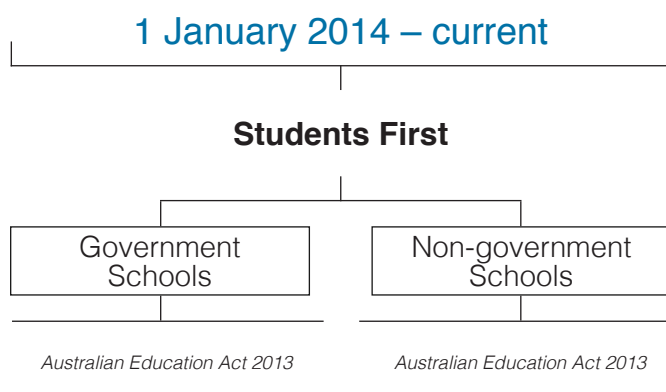 1 January 2014 – current
Students First
Government
Schools
Non-government
Schools
Australian Education Act 2013
Australian Education Act 2013